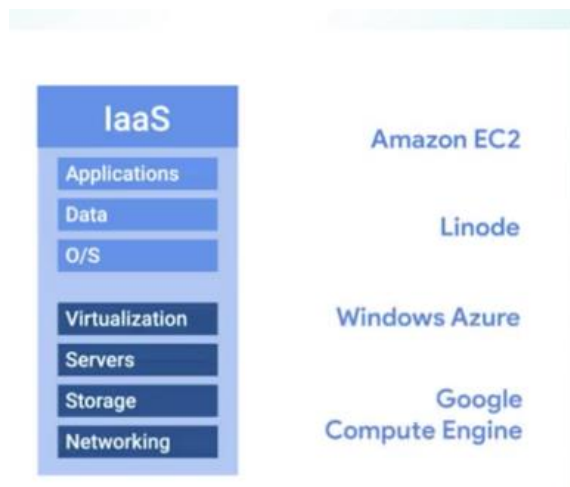 IaaS
Applications
Data
O/S
Virtualization
Servers
Storage
Networking
Amazon EC2
Linode
Windows Azure
Google
Compute Engine